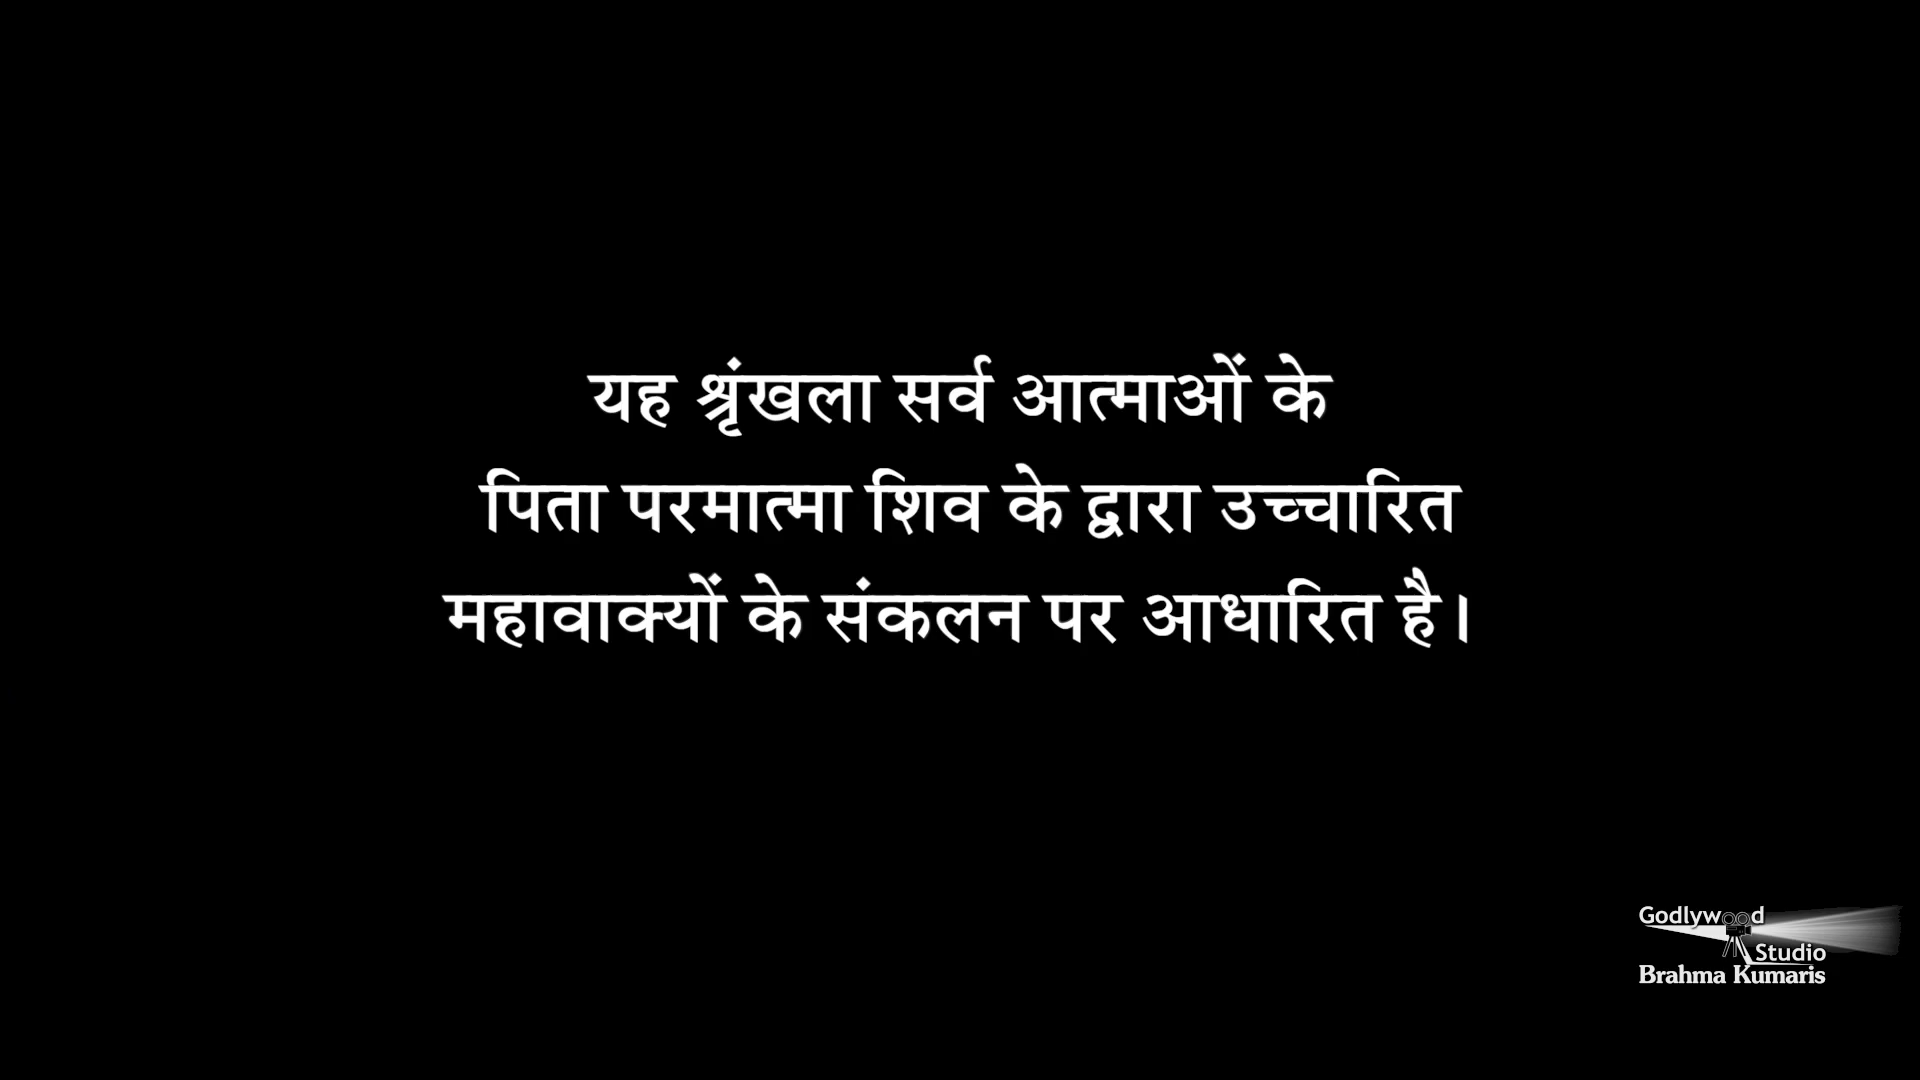 यह श्रृंखला सर्व आत्माओं के
पिता परमात्मा शिव के द्वारा उच्चारित
महावाक्यों के संकलन पर आधारित है।
Godlywood
Studio
Brahma Kumaris